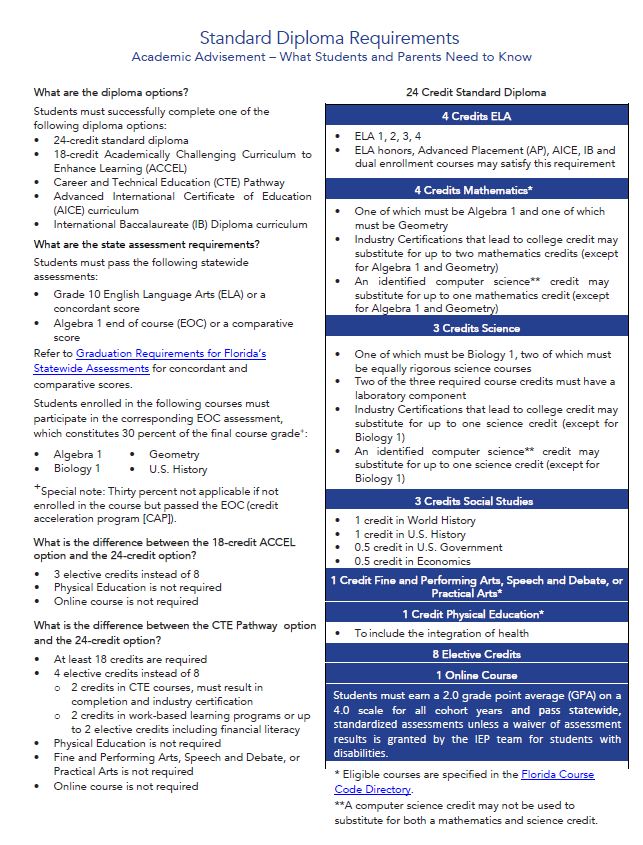 Standard Diploma Requirements
Academic Advisement – What Students and Parents Need to Know
What are the diploma options?
Students must successfully complete one of the
following diploma options:
• 24-credit standard diploma
• 18-credit Academically Challenging Curriculum to
Enhance Learning (ACCEL)
• Career and Technical Education (CTE) Pathway
• Advanced International Certificate of Education
(AICE) curriculum
• International Baccalaureate (IB) Diploma curriculum
What are the state assessment requirements?
Students must pass the following statewide
assessments:
• Grade 10 English Language Arts (ELA) or a
concordant score
• Algebra 1 end of course (EOC) or a comparative
score
Refer to Graduation Requirements for Florida's
Statewide Assessments for concordant and
comparative scores.
Students enrolled in the following courses must
participate in the corresponding EOC assessment,
which constitutes 30 percent of the final course grade+:
• Algebra 1 • Geometry
• Biology 1 • U.S. History
+Special note: Thirty percent not applicable if not
enrolled in the course but passed the EOC (credit
acceleration program [CAP]).
What is the difference between the 18-credit ACCEL
option and the 24-credit option?
• 3 elective credits instead of 8
• Physical Education is not required
• Online course is not required
What is the difference between the CTE Pathway option
and the 24-credit option?
• At least 18 credits are required
• 4 elective credits instead of 8
o 2 credits in CTE courses, must result in
completion and industry certification
o 2 credits in work-based learning programs or up
to 2 elective credits including financial literacy
• Physical Education is not required
• Fine and Performing Arts, Speech and Debate, or
Practical Arts is not required
• Online course is not required
24 Credit Standard Diploma
4 Credits ELA
• ELA 1, 2, 3, 4
• ELA honors, Advanced Placement (AP), AICE, IB and
dual enrollment courses may satisfy this requirement
4 Credits Mathematics*
• One of which must be Algebra 1 and one of which
must be Geometry
• Industry Certifications that lead to college credit may
substitute for up to two mathematics credits (except
for Algebra 1 and Geometry)
• An identified computer science** credit may
substitute for up to one mathematics credit (except
for Algebra 1 and Geometry)
3 Credits Science
• One of which must be Biology 1, two of which must
be equally rigorous science courses
• Two of the three required course credits must have a
laboratory component
• Industry Certifications that lead to college credit may
substitute for up to one science credit (except for
Biology 1)
• An identified computer science** credit may
substitute for up to one science credit (except for
Biology 1)
3 Credits Social Studies
• 1 credit in World History
• 1 credit in U.S. History
• 0.5 credit in U.S. Government
• 0.5 credit in Economics
1 Credit Fine and Performing Arts, Speech and Debate, or
Practical Arts*
1 Credit Physical Education*
• To include the integration of health
8 Elective Credits
1 Online Course
Students must earn a 2.0 grade point average (GPA) on a
4.0 scale for all cohort years and pass statewide,
standardized assessments unless a waiver of assessment
results is granted by the IEP team for students with
disabilities.
* Eligible courses are specified in the Florida Course
Code Directory.
**A computer science credit may not be used to
substitute for both a mathematics and science credit.